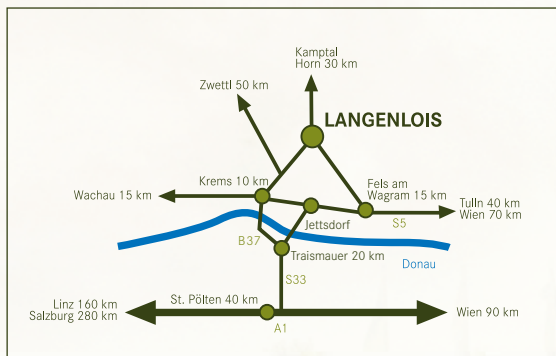 Kamptal
Horn 30 km
Zwettl 50 km
LANGENLOIS
Krems 10 km
Fels am
Wagram 15 km
Wachau 15 km
Tulln 40 km
Wien 70 km
S5
Jettsdorf
B37
Traismauer 20 km
Donau
S33
Linz 160 km
Salzburg 280 km
St. Pölten 40 km
Wien 90 km
A1